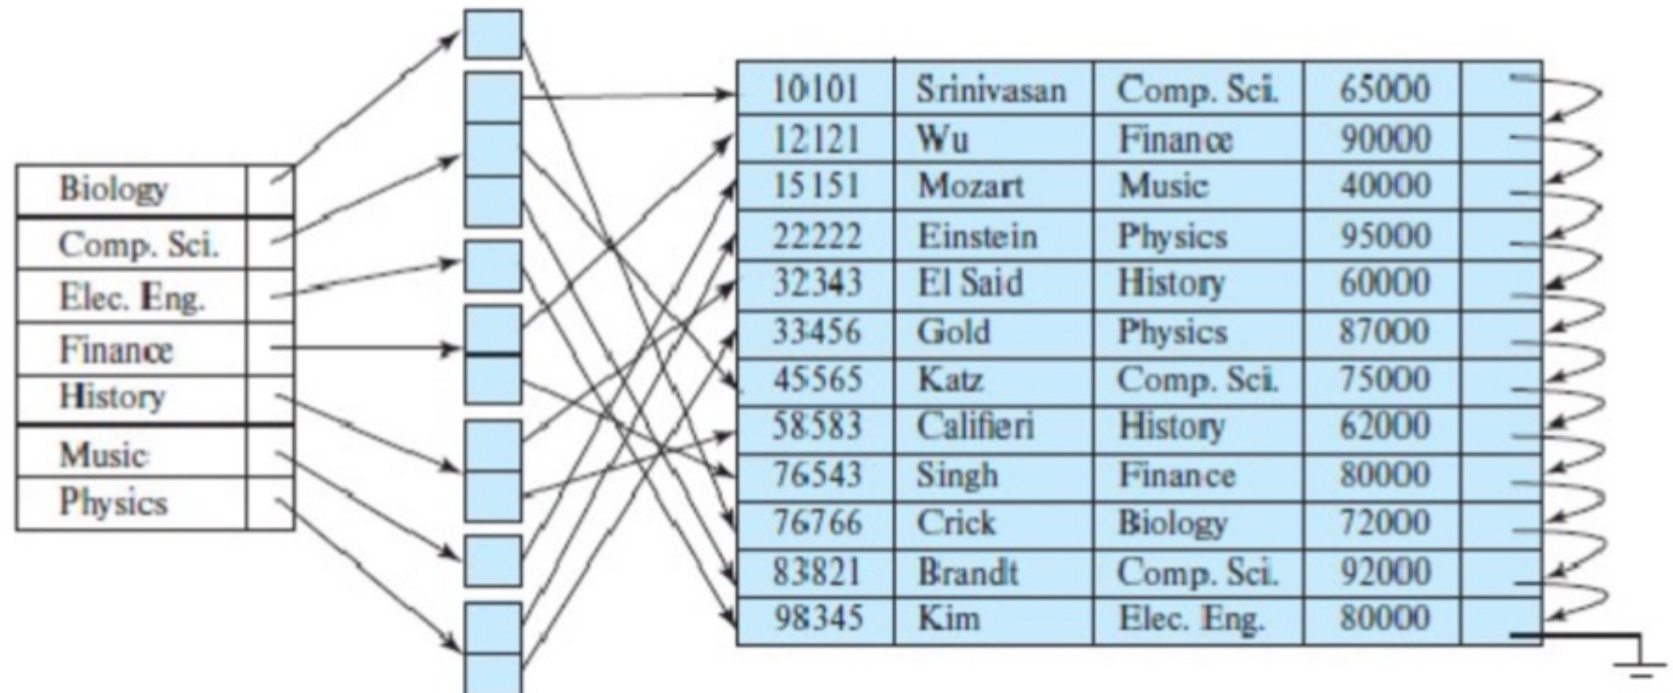 Biology
Comp. Sci.
Elec. Eng.
Finance
History
Music
Physics
10101 Srinivasan Comp. Sci. 65000
12121 Wu Finance 90000
15151 Mozart Music 40000
22222 Einstein Physics 95000
32343 El Said History 60000
33456 Gold Physics 87000
45565 Katz Comp. Sci. 75000
58583 Califieri History 62000
76543 Singh Finance 80000
76766 Crick Biology 72000
83821 Brandt Comp. Sci. 92000
98345 Kim Elec. Eng. 80000